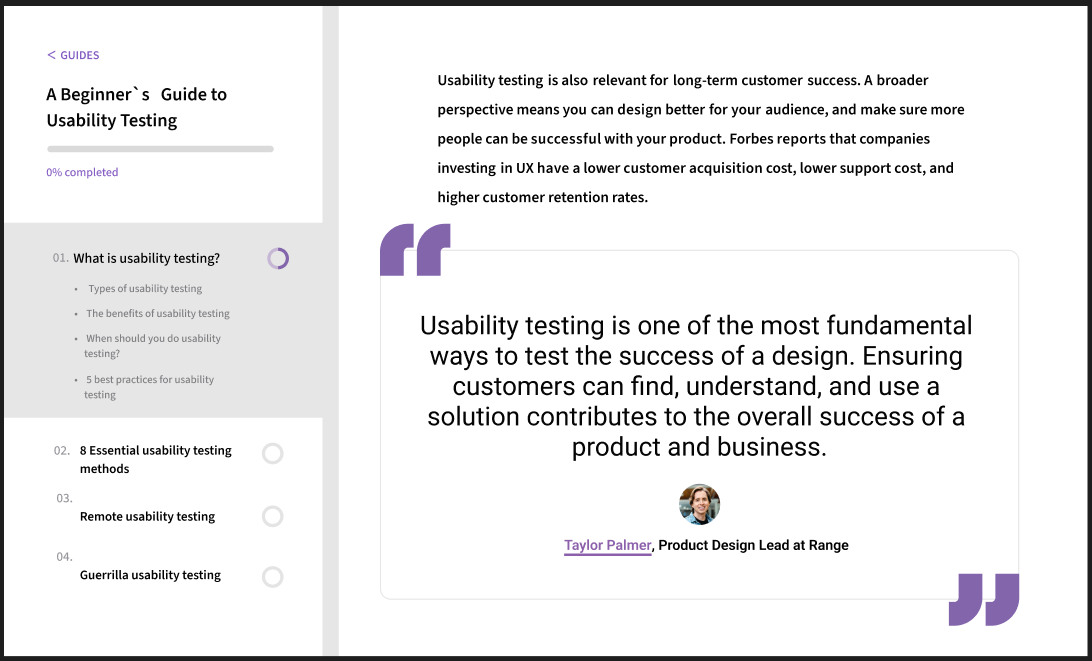 < GUIDES
A Beginner`s Guide to
Usability Testing
0% completed
01. What is usability testing?
• Types of usability testing
• The benefits of usability testing
• When should you do usability
testing?
• 5 best practices for usability
testing
02. 8 Essential usability testing
methods
03.
Remote usability testing
04.
Guerrilla usability testing
Usability testing is also relevant for long-term customer success. A broader
perspective means you can design better for your audience, and make sure more
people can be successful with your product. Forbes reports that companies
investing in UX have a lower customer acquisition cost, lower support cost, and
higher customer retention rates.
“
Usability testing is one of the most fundamental
ways to test the success of a design. Ensuring
customers can find, understand, and use a
solution contributes to the overall success of a
product and business.
Taylor Palmer, Product Design Lead at Range
”